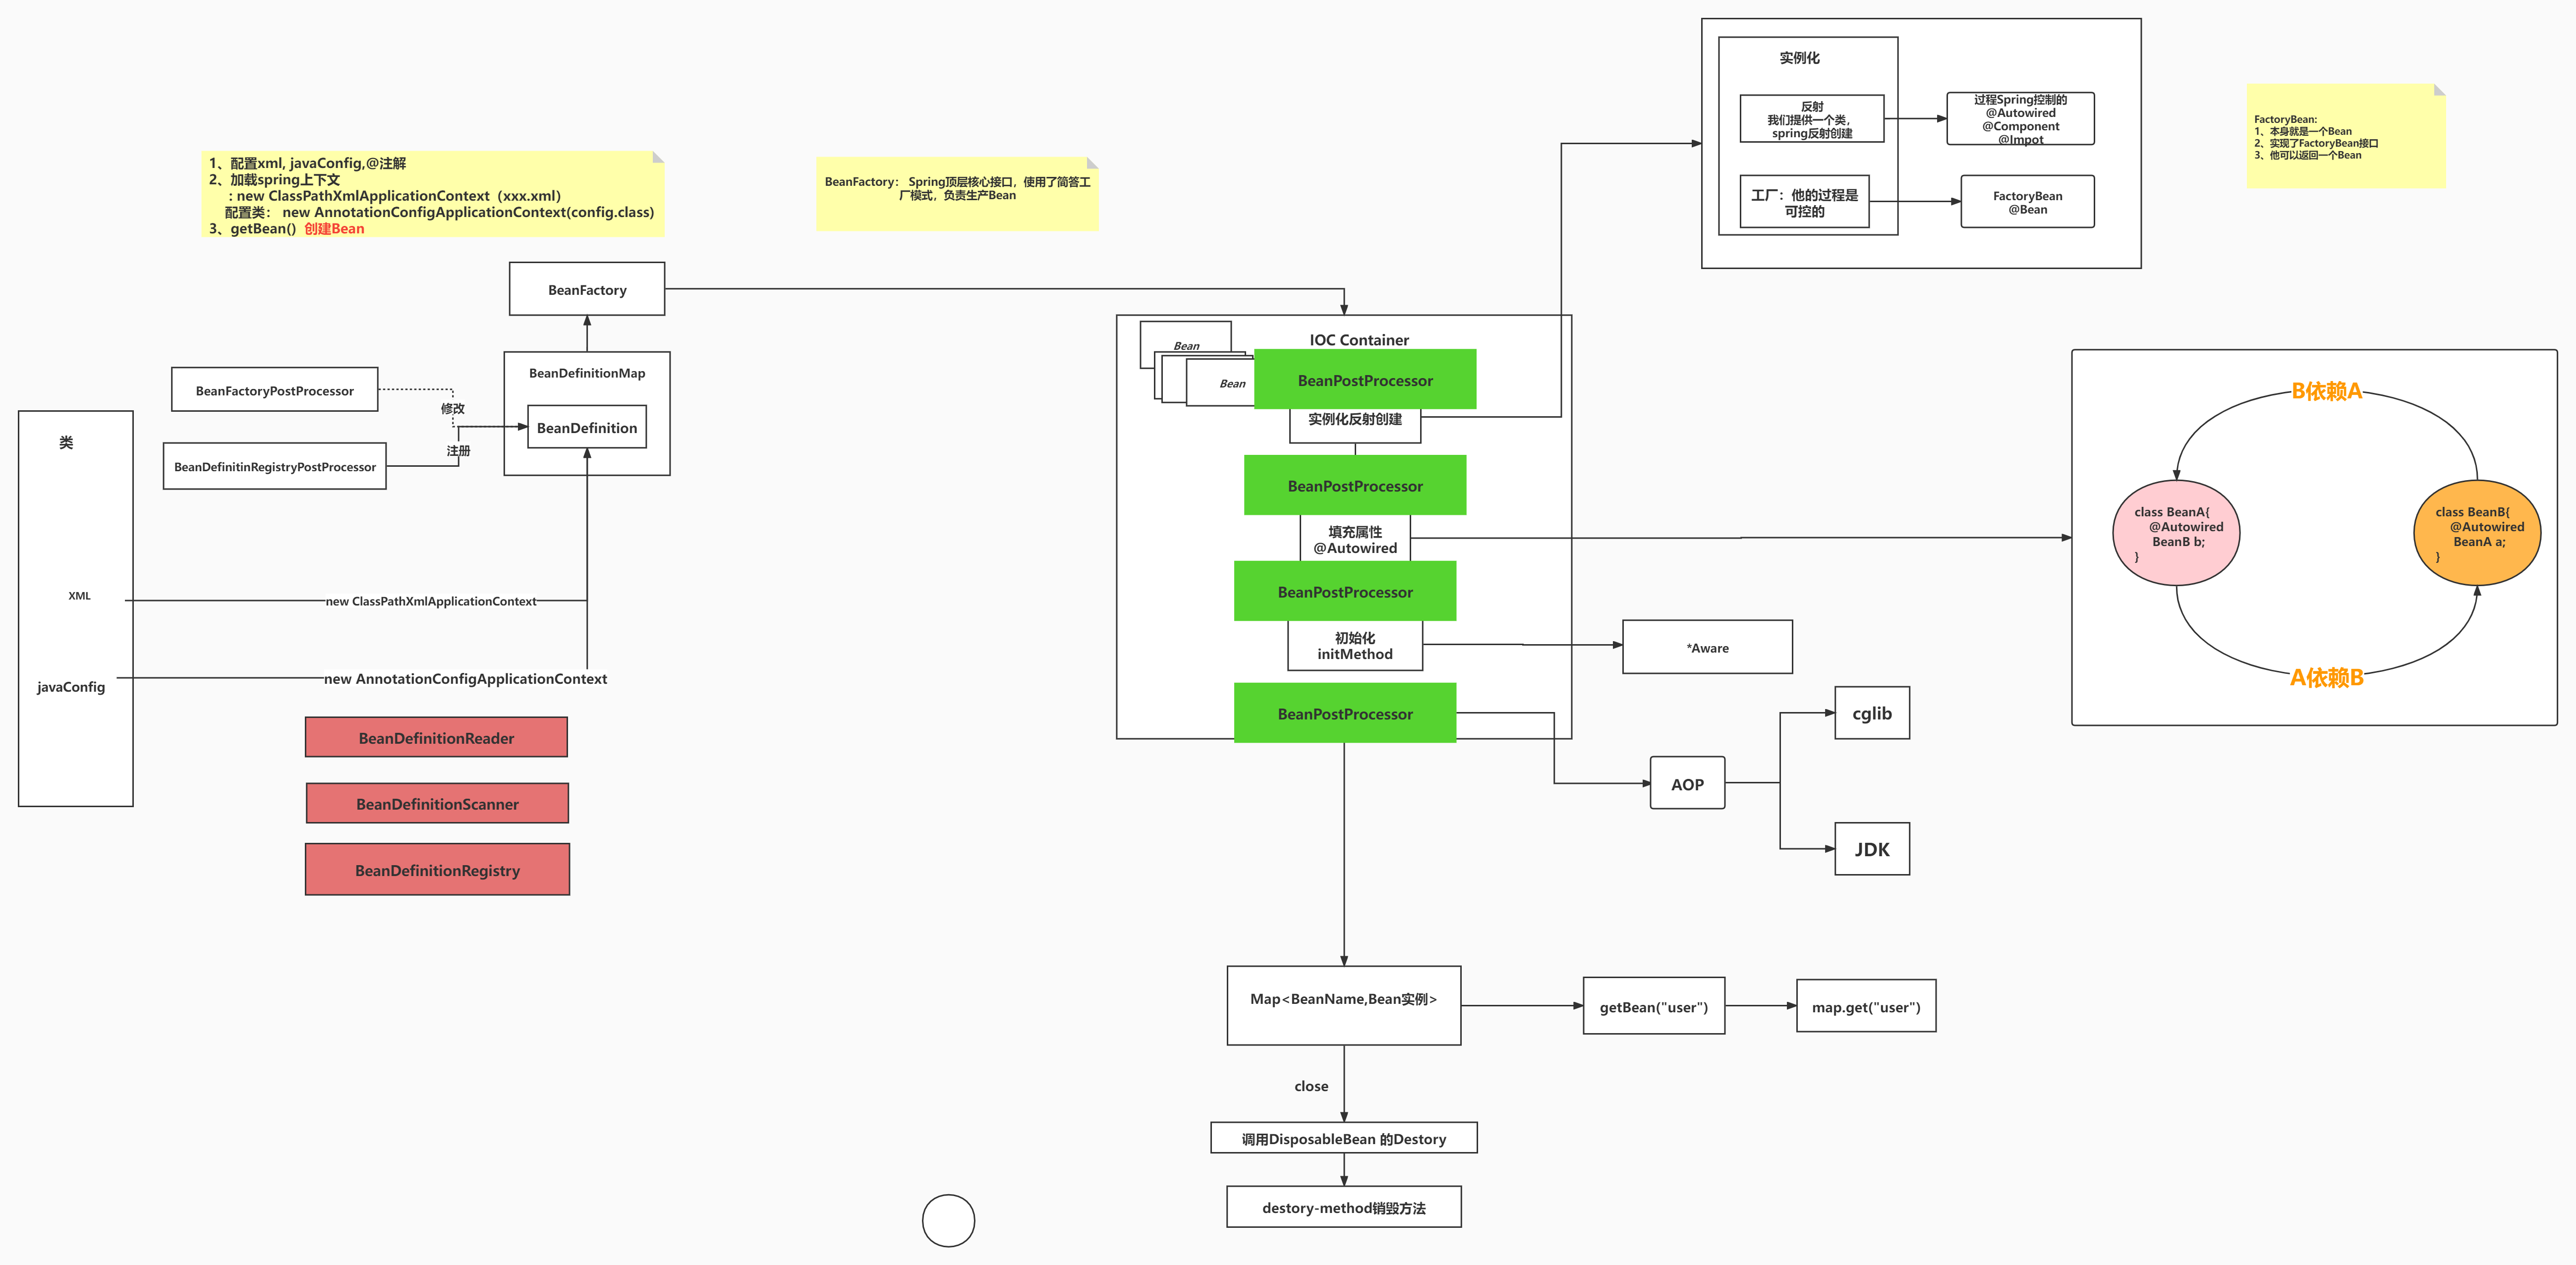 1、配置xml, javaConfig,@注解
2、加载spring上下文
: new ClassPathXmlApplicationContext（xxx.xml）
配置类： new AnnotationConfigApplicationContext(config.class)
3、getBean() 创建Bean
BeanFactory： Spring顶层核心接口，使用了简答工
厂模式，负责生产Bean
实例化
反射
我们提供一个类，
spring反射创建
过程Spring控制的
@Autowired
@Component
@Impot
工厂：他的过程是
可控的
FactoryBean
@Bean
FactoryBean:
1、本身就是一个Bean
2、实现了FactoryBean接口
3、他可以返回一个Bean
BeanFactory
BeanDefinitionMap
BeanDefinition
BeanFactoryPostProcessor
修改
BeanDefinitinRegistryPostProcessor
注册
类
XML
new ClassPathXmlApplicationContext
javaConfig
new AnnotationConfigApplicationContext
BeanDefinitionReader
BeanDefinitionScanner
BeanDefinitionRegistry
IOC Container
Bean
Bean
BeanPostProcessor
实例化反射创建
BeanPostProcessor
填充属性
@Autowired
BeanPostProcessor
初始化
initMethod
BeanPostProcessor
*Aware
AOP
cglib
JDK
B依赖A
class BeanA{
@Autowired
BeanB b;
}
class BeanB{
@Autowired
BeanA a;
}
A依赖B
Map<BeanName,Bean实例>
getBean("user")
map.get("user")
close
调用DisposableBean 的Destory
destory-method销毁方法